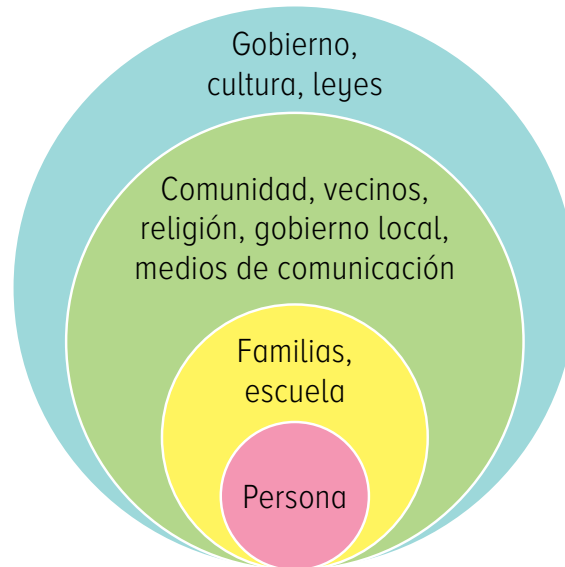 Gobierno,
cultura, leyes
Comunidad, vecinos,
religión, gobierno local,
medios de comunicación
Familias,
escuela
Persona